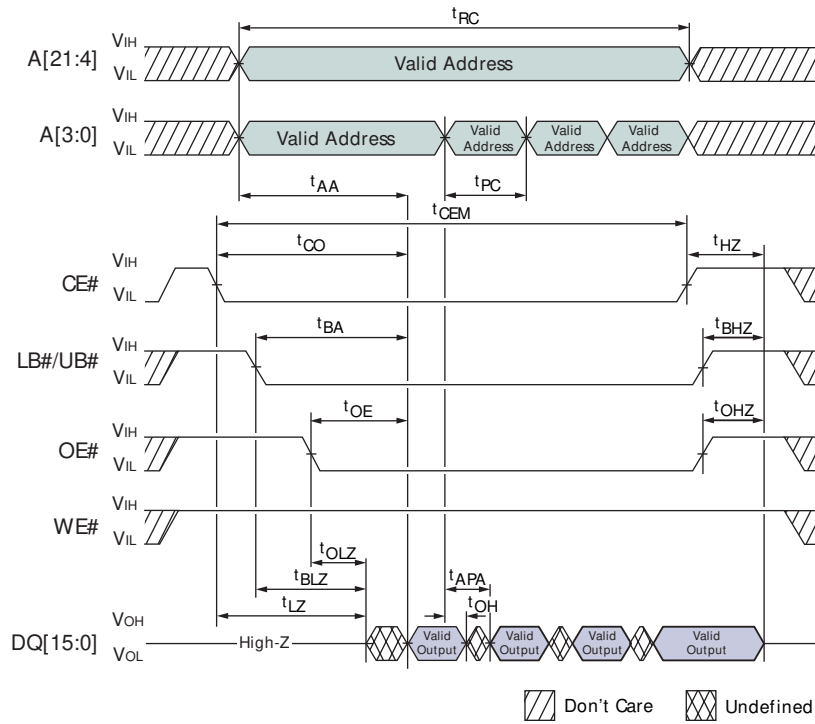 tRC
A[21:4] VIH VIL Valid Address
A[3:0] VIH VIL Valid Address Valid Address Valid Address Valid Address
tAA tPC
tCEM
tCO tHZ
CE# VIH VIL
tBA tBHZ
LB#/UB# VIH VIL
tOE tOHZ
OE# VIH VIL
WE# VIH VIL
tOLZ
tBLZ tAPA
tLZ tOH
DQ[15:0] VOH VOL High-Z Valid Output Valid Output Valid Output Valid Output
Don't Care Undefined